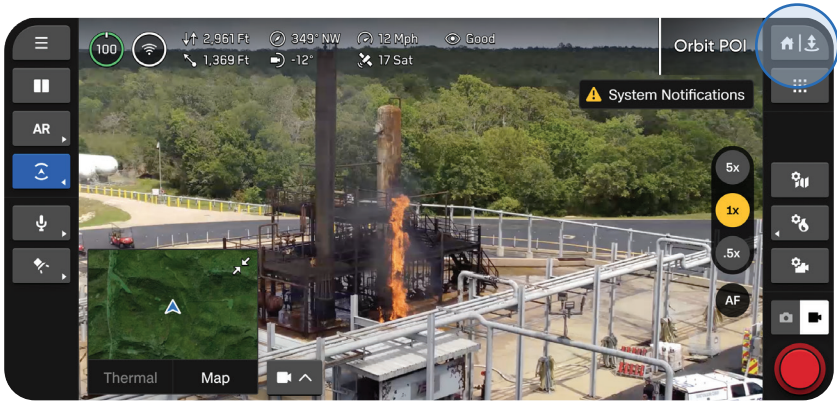 100
2,961 Ft
349° NW
12 Mph
Good
1,369 Ft
-12°
17 Sat
Orbit POI
System Notifications
AR
5x
1x
.5x
AF
Thermal
Map